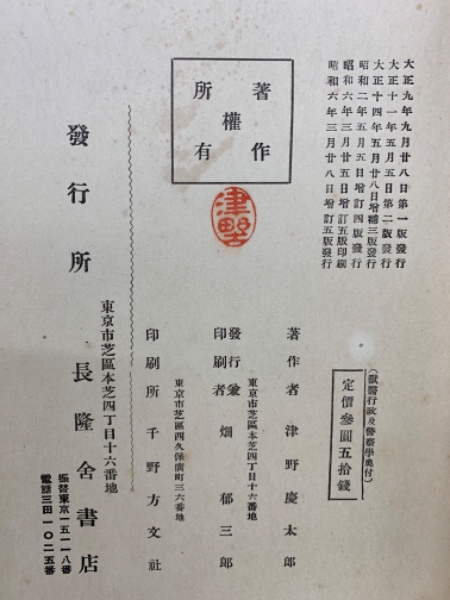 大正九年九月廿八日第一版發行
大正十一年五月五日第二版發行
大正十四年五月廿八日增補三版發行
昭和二年五月五日增訂四版發行
昭和六年三月廿五日增訂五版印刷
昭和六年三月廿八日增訂五版發行
著作權所有
津野
(獸醫行政及警察學奧付)
定價參圓五拾錢
著作者 津野慶太郎
東京市芝區本芝四丁目十六番地
發行兼印刷者 畑郁三郎
東京市芝區西久保廣町三六番地
印刷所 千野方文社
東京市芝區本芝四丁目十六番地
發行所 長隆舍書店
振替東京一五一一八番
電話三田一〇二五番